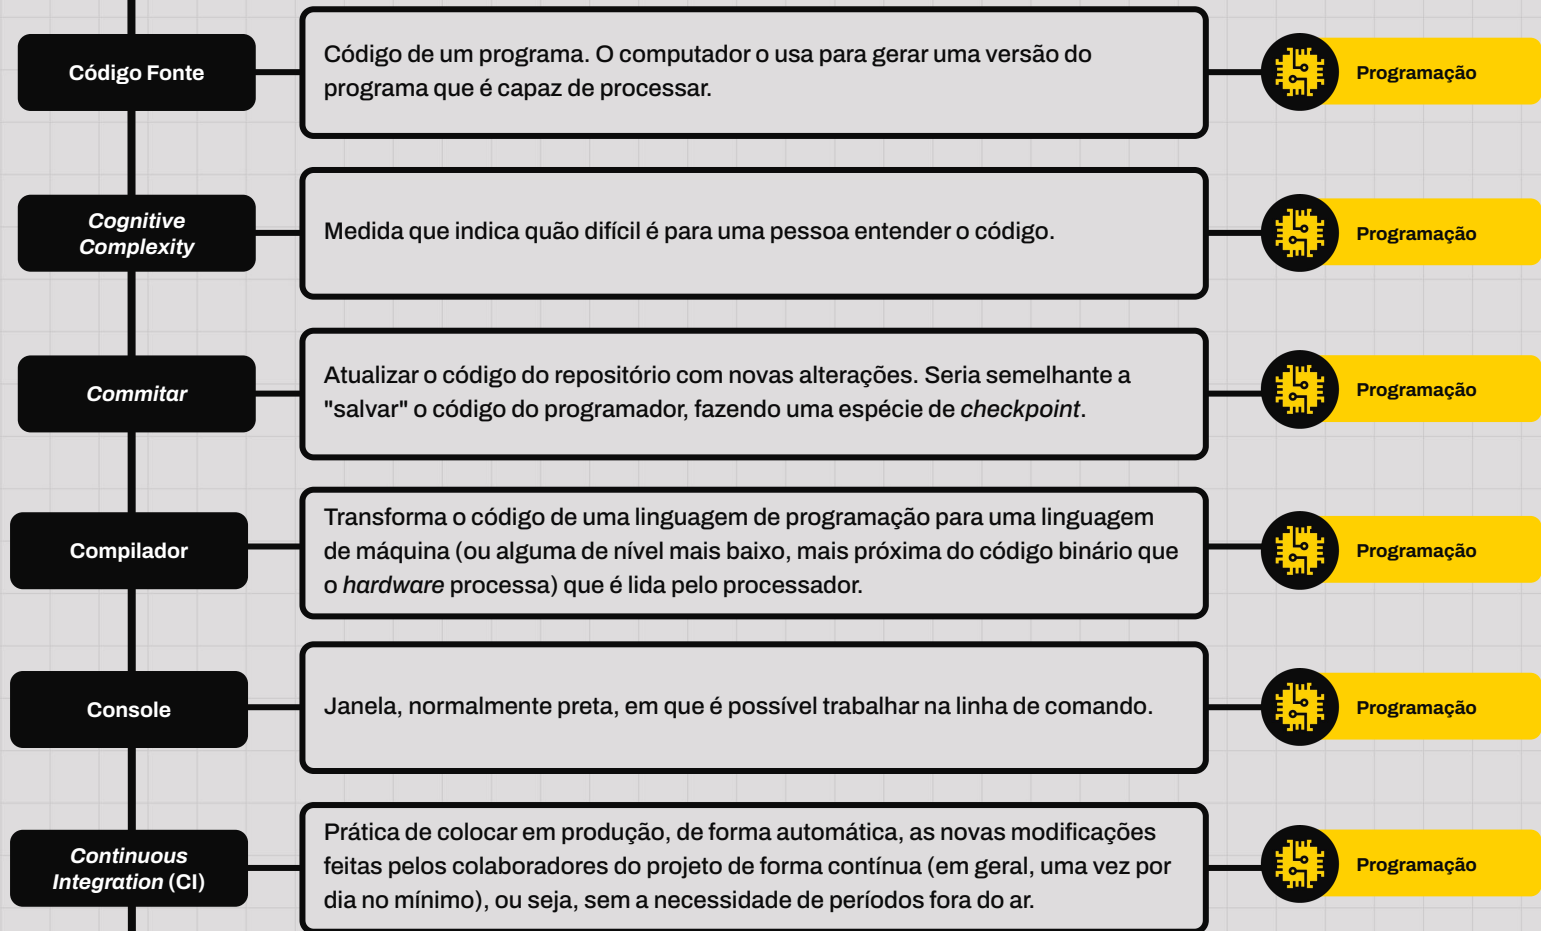 Código Fonte
Código de um programa. O computador o usa para gerar uma versão do
programa que é capaz de processar.
Programação
Cognitive
Complexity
Medida que indica quão difícil é para uma pessoa entender o código.
Programação
Commitar
Atualizar o código do repositório com novas alterações. Seria semelhante a
"salvar" o código do programador, fazendo uma espécie de checkpoint.
Programação
Compilador
Transforma o código de uma linguagem de programação para uma linguagem
de máquina (ou alguma de nível mais baixo, mais próxima do código binário que
o hardware processa) que é lida pelo processador.
Programação
Console
Janela, normalmente preta, em que é possível trabalhar na linha de comando.
Programação
Continuous
Integration (CI)
Prática de colocar em produção, de forma automática, as novas modificações
feitas pelos colaboradores do projeto de forma contínua (em geral, uma vez por
dia no mínimo), ou seja, sem a necessidade de períodos fora do ar.
Programação